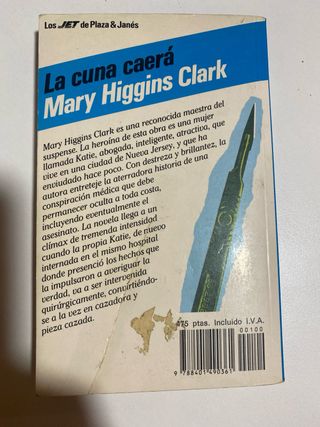 Los JET de Plaza & Janés
La cuna caerá
Mary Higgins Clark
Mary Higgins Clark es una reconocida maestra del
suspense. La heroína de esta obra es una mujer
llamada Katie, abogada, inteligente, atractiva, que
vive en una ciudad de Nueva Jersey, y que ha
enviudado hace poco. Con destreza y brillantez, la
autora entreteje la aterradora historia de una
conspiración médica que debe
permanecer oculta a toda costa,
incluyendo eventualmente el
asesinato. La novela llega a un
clímax de tremenda intensidad
cuando la propia Katie, de nuevo
internada en el mismo hospital
donde presenció los hechos que
la impulsaron a averiguar la
verdad, va a ser intervenida
quirúrgicamente, convirtiéndo-
se a la vez en cazadora y
pieza cazada.
475 ptas. Incluido I.V.A.
00100
9 788401 490361